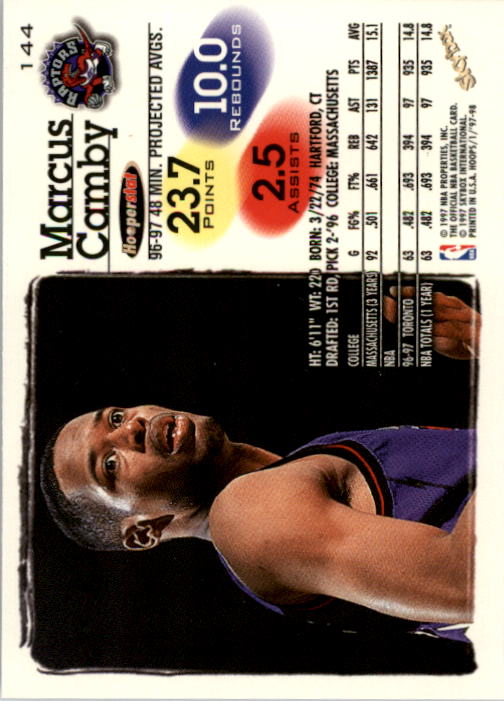 144
RAPTORS
Marcus
Camby
Hooperstar
96-97 48 MIN. PROJECTED AVGS.
23.7
POINTS
10.0
REBOUNDS
2.5
ASSISTS
HT: 6'11" WT: 220 BORN: 3/22/74 HARTFORD, CT
DRAFTED: 1ST RD, PICK 2-'96 COLLEGE: MASSACHUSETTS
COLLEGE G FG% FT% REB AST PTS AVG
MASSACHUSETTS (3 YEARS) 92 .501 .661 642 131 1387 15.1
NBA
96-97 TORONTO 63 .482 .693 394 97 935 14.8
NBA TOTALS (1 YEAR) 63 .482 .693 394 97 935 14.8
© 1997 NBA PROPERTIES, INC.
THE OFFICIAL NBA BASKETBALL CARD.
© 1997 SKYBOX INTERNATIONAL.
PRINTED IN U.S.A. HOOPS/1/'97-98
NBA
SKYBOX